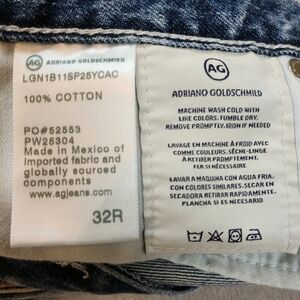 AG ADRIANO GOLDSCHMIED
LGN1B11SP25YCAC
100% COTTON
PO#52553
PW25304
Made in Mexico of
imported fabric and
globally sourced
components
www.agjeans.com
32R
AG
ADRIANO GOLDSCHMIED
MACHINE WASH COLD WITH
LIKE COLORS. TUMBLE DRY.
REMOVE PROMPTLY. IRON IF NEEDED
LAVAGE EN MACHINE À FROID AVEC
COMME COULEURS. SÈCHE-LINGE
À RETIRER PROMPTEMENT.
FER SI NÉCESSAIRE
LAVAR A MAQUINA CON AGUA FRIA.
CON COLORES SIMILARES. SECAR EN
SECADORA RETIRAR RAPIDAMENTE.
PLANCHA SI ES NECESARIO